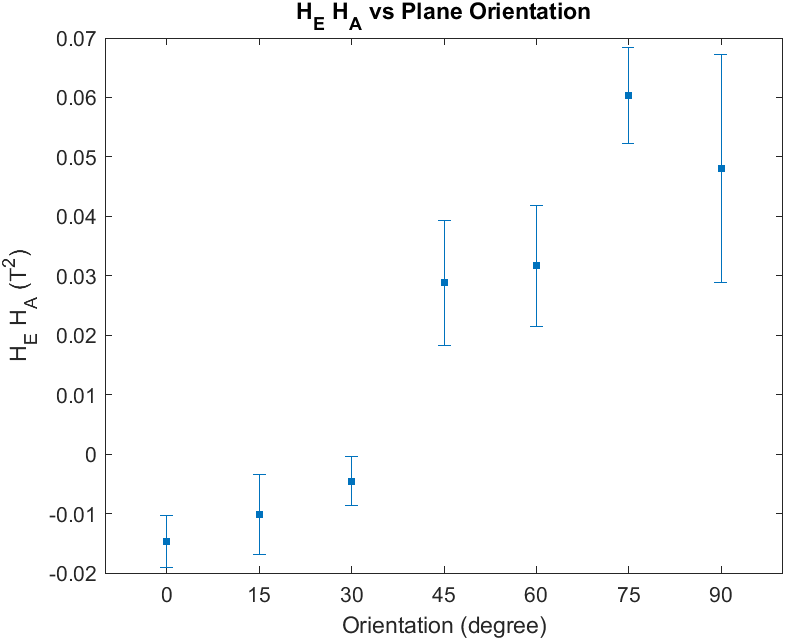 H_E H_A vs Plane Orientation
0.07
0.06
0.05
0.04
0.03
0.02
0.01
0
-0.01
-0.02
H_E H_A (T^2)
0 15 30 45 60 75 90
Orientation (degree)